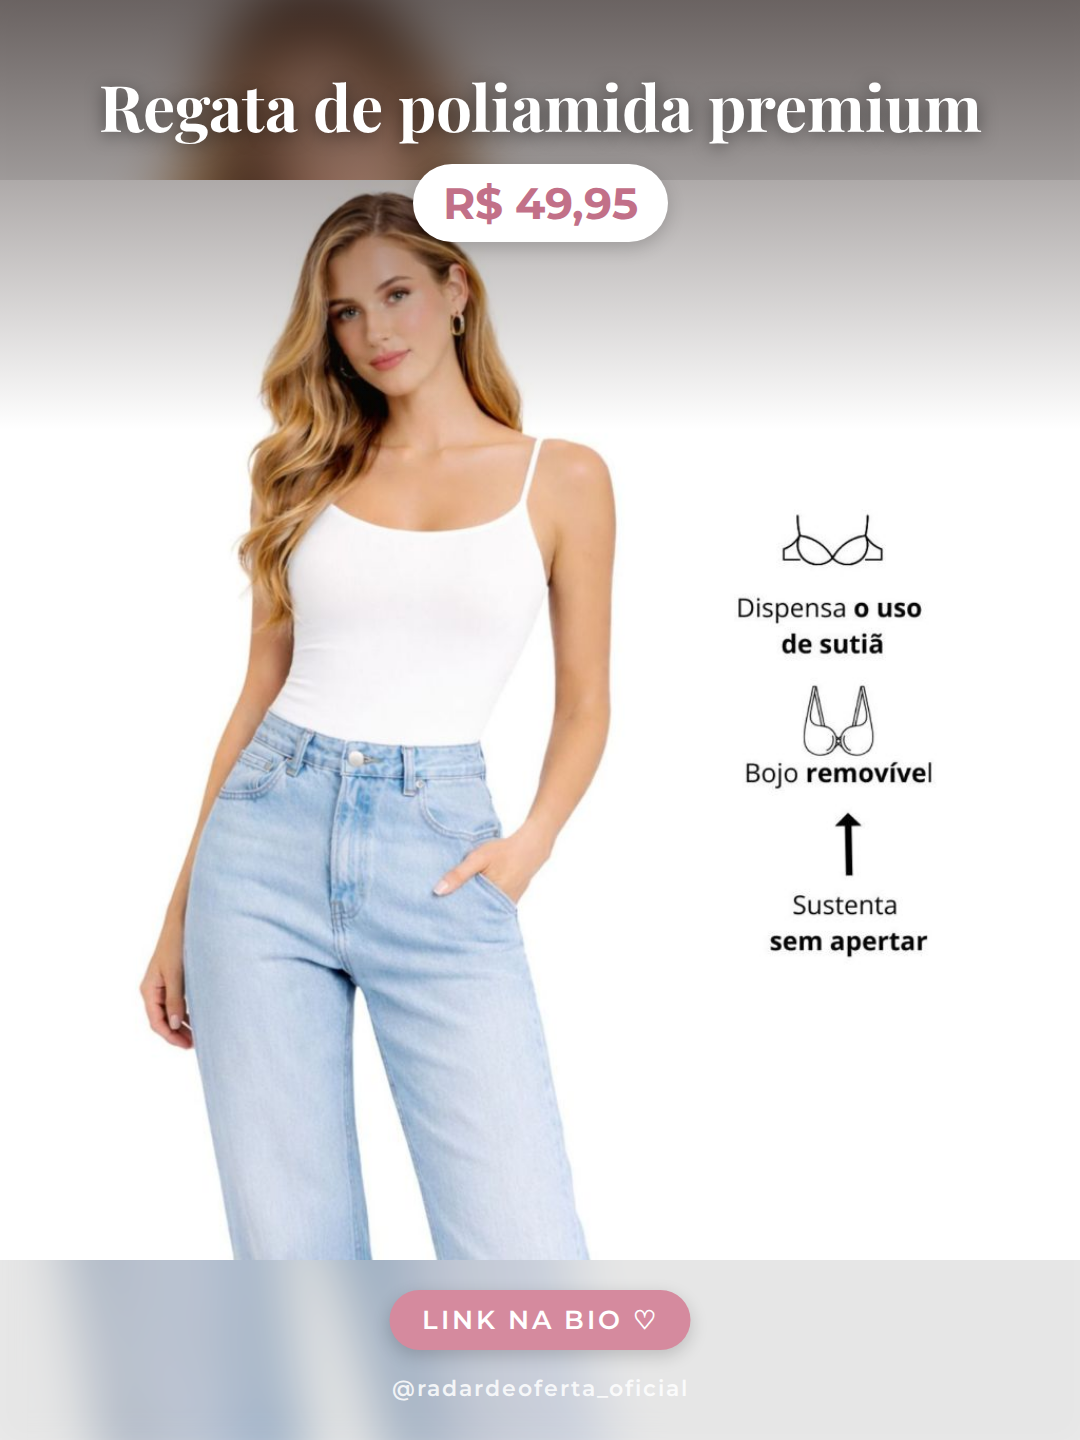 Regata de poliamida premium
R$ 49,95
Dispensa o uso
de sutiã
Bojo removível
Sustenta
sem apertar
LINK NA BIO ♡
@radardeoferta_oficial